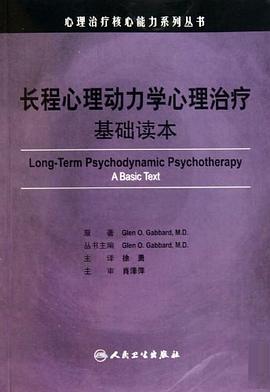 心理治疗核心能力系列丛书
长程心理动力学心理治疗
基础读本
Long-Term Psychodynamic Psychotherapy
A Basic Text
原 著 Glen O. Gabbard, M.D.
丛书主编 Glen O. Gabbard, M.D.
主 译 徐 勇
主 审 肖泽萍
人民卫生出版社